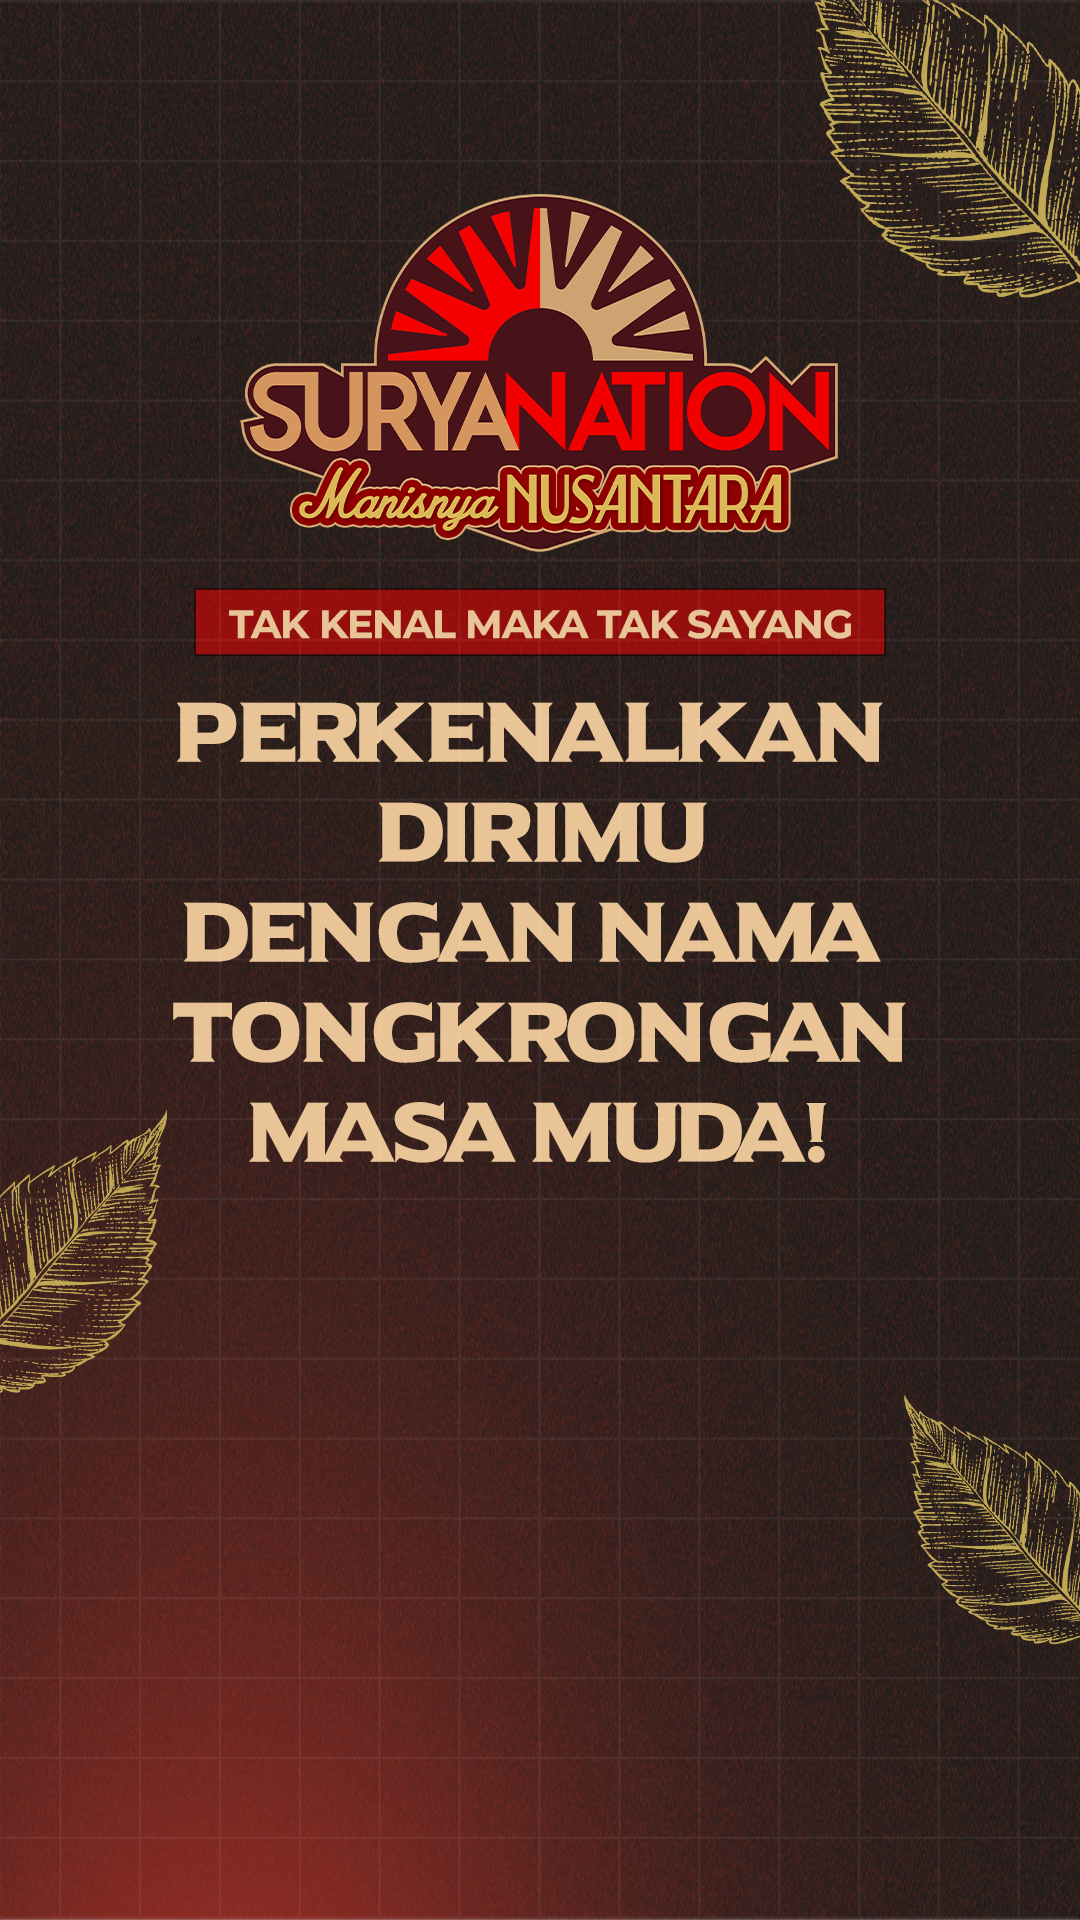 SURYANATION
Manisnya NUSANTARA
TAK KENAL MAKA TAK SAYANG
PERKENALKAN
DIRIMU
DENGAN NAMA
TONGKRONGAN
MASA MUDA!